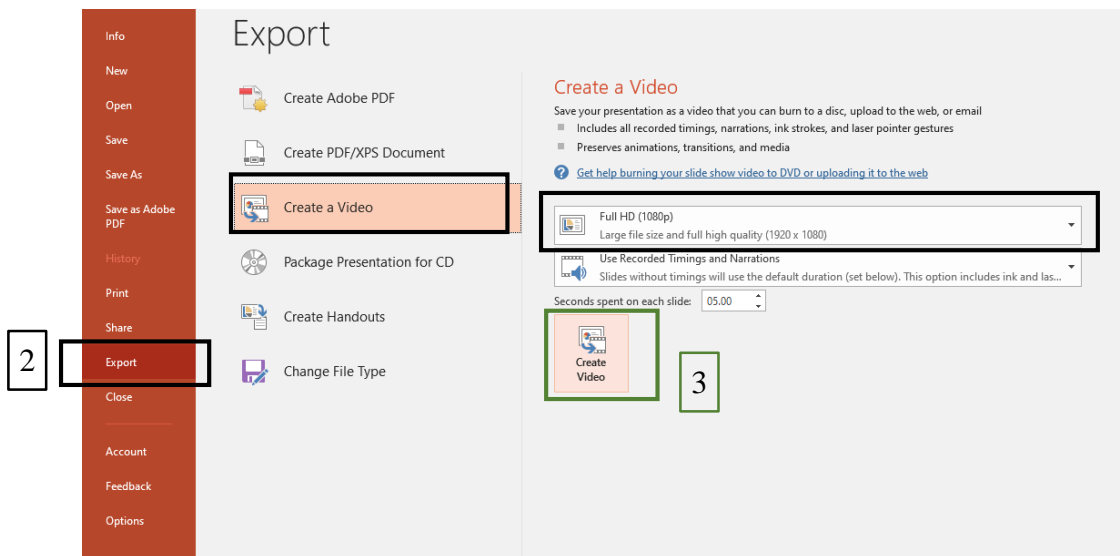 Info
New
Open
Save
Save As
Save as Adobe
PDF
History
Print
Share
2
Export
Close
Account
Feedback
Options
Export
Create Adobe PDF
Create PDF/XPS Document
Create a Video
Package Presentation for CD
Create Handouts
Change File Type
Create a Video
Save your presentation as a video that you can burn to a disc, upload to the web, or email
Includes all recorded timings, narrations, ink strokes, and laser pointer gestures
Preserves animations, transitions, and media
? Get help burning your slide show video to DVD or uploading it to the web
Full HD (1080p)
Large file size and full high quality (1920 x 1080)
Use Recorded Timings and Narrations
Slides without timings will use the default duration (set below). This option includes ink and las...
Seconds spent on each slide: 05.00
Create
Video
3